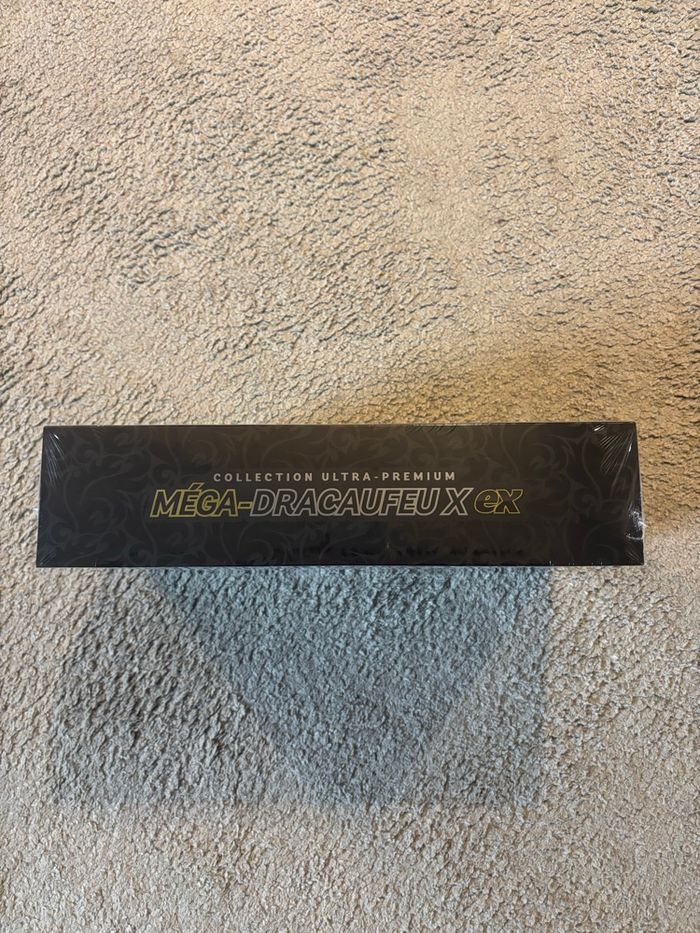 COLLECTION ULTRA-PREMIUM
MÉGA-DRACAUFEU X ex